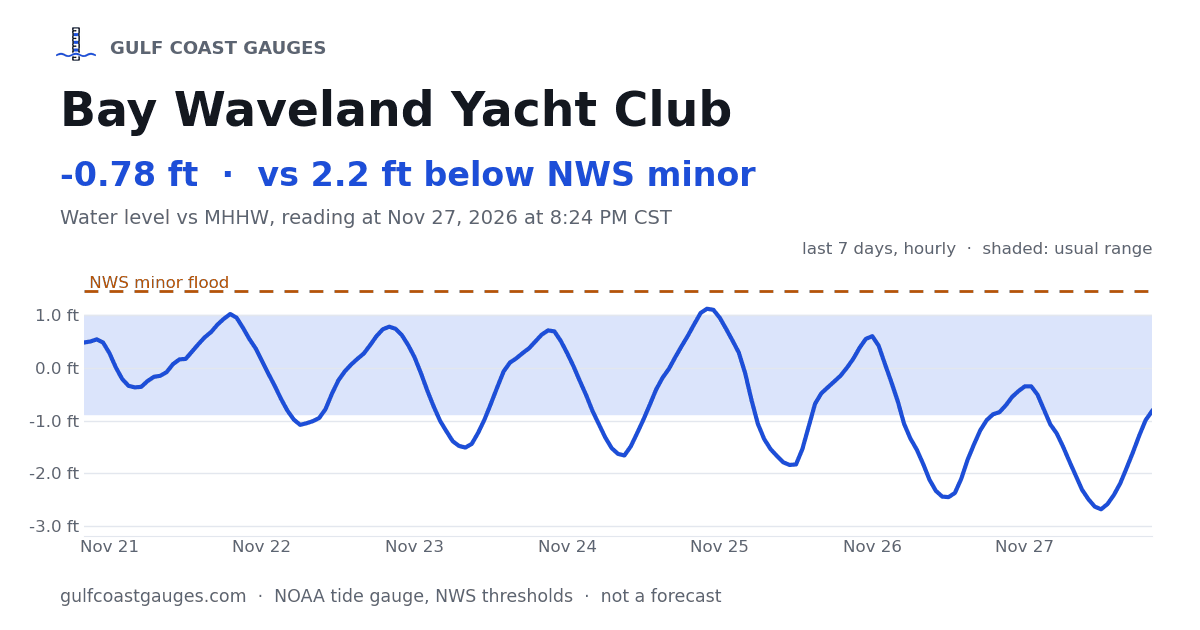 GULF COAST GAUGES
Bay Waveland Yacht Club
-0.78 ft · vs 2.2 ft below NWS minor
Water level vs MHHW, reading at Nov 27, 2026 at 8:24 PM CST
last 7 days, hourly · shaded: usual range
NWS minor flood
1.0 ft
0.0 ft
-1.0 ft
-2.0 ft
-3.0 ft
Nov 21 Nov 22 Nov 23 Nov 24 Nov 25 Nov 26 Nov 27
gulfcoastgauges.com · NOAA tide gauge, NWS thresholds · not a forecast